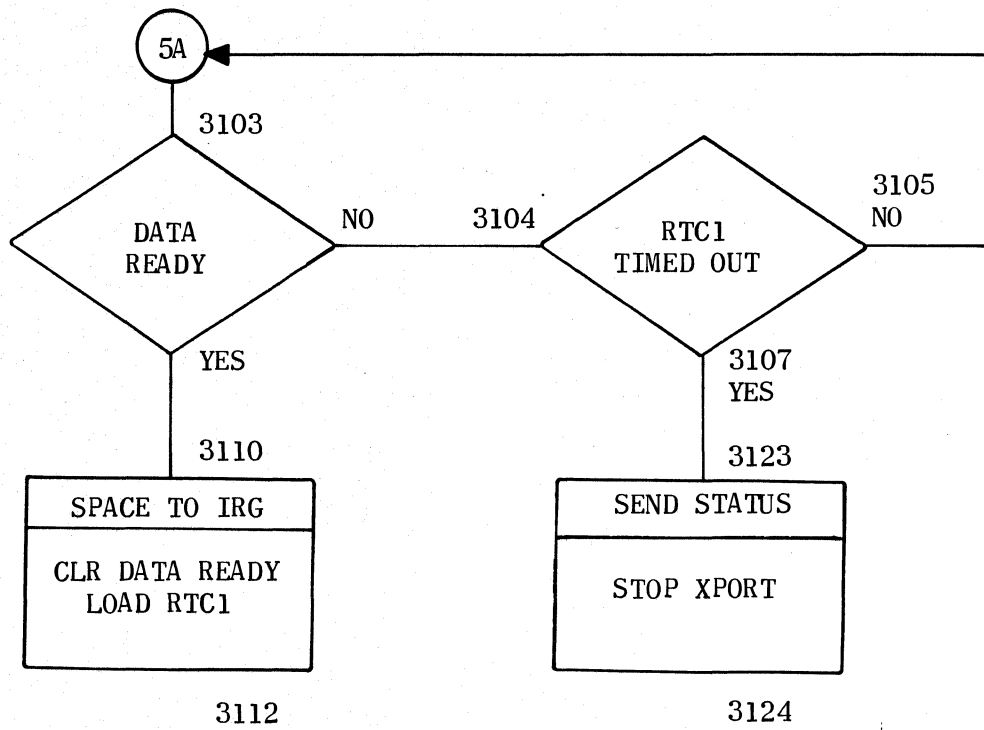 5A
3103
DATA
READY
NO
3104
RTC1
TIMED OUT
3105
NO
YES
3107
YES
3110
SPACE TO IRG
CLR DATA READY
LOAD RTC1
3112
3123
SEND STATUS
STOP XPORT
3124